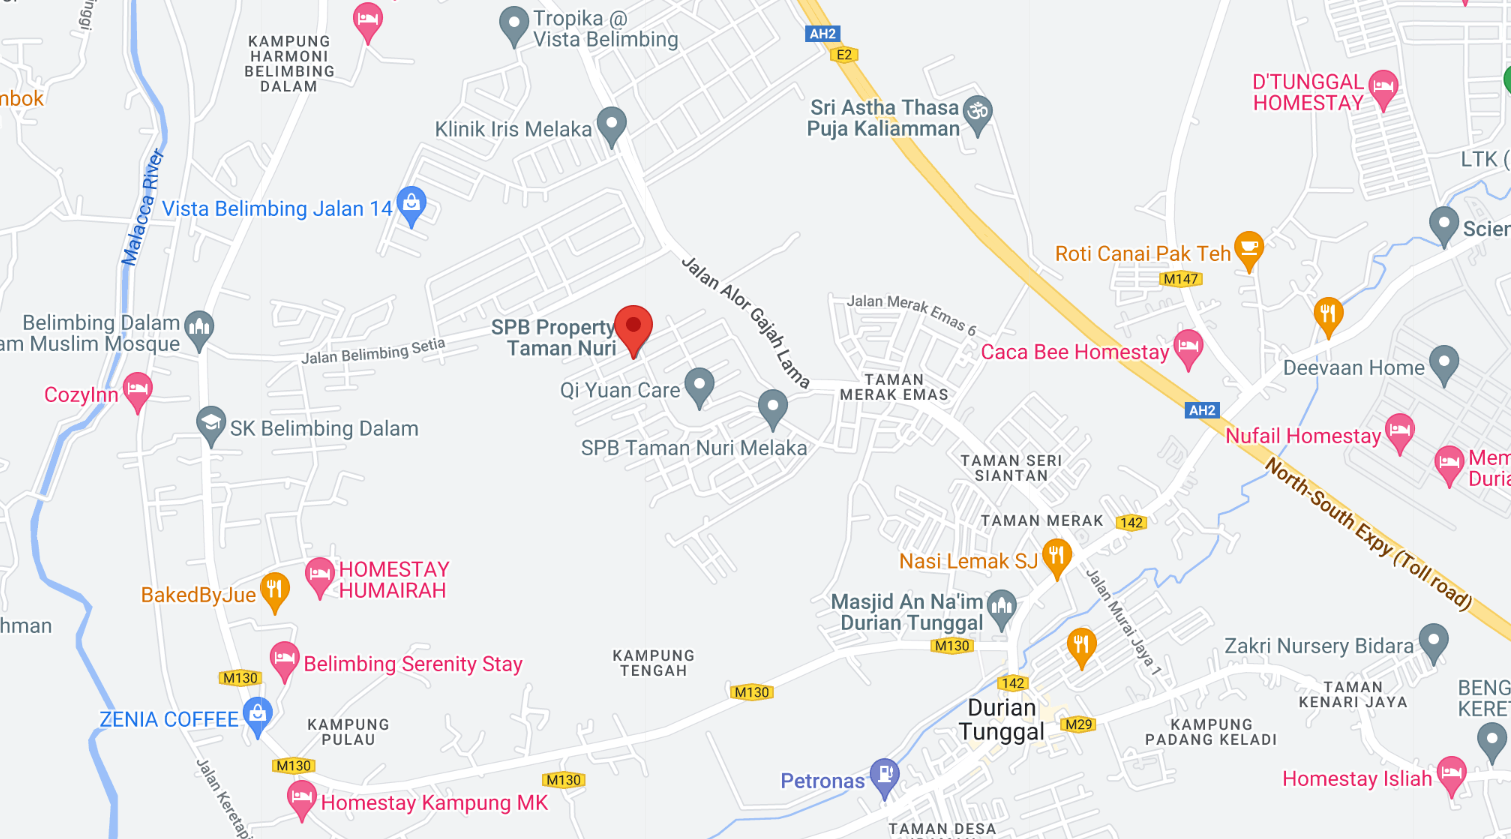 Tropika @
Vista Belimbing
KAMPUNG
HARMONI
BELIMBING
DALAM
AH2
E2
D'TUNGGAL
HOMESTAY
mbok
Sri Astha Thasa
Puja Kaliamman
Klinik Iris Melaka
LTK (
Malacca River
Vista Belimbing Jalan 14
Scien
Roti Canai Pak Teh
M147
Jalan Alor Gajah Lama
Jalan Merak Emas 6
Belimbing Dalam
am Muslim Mosque
SPB Property
Taman Nuri
Jalan Belimbing Setia
Caca Bee Homestay
Deevaan Home
CozyInn
Qi Yuan Care
TAMAN
MERAK EMAS
AH2
SK Belimbing Dalam
SPB Taman Nuri Melaka
Nufail Homestay
Mem
Duria
TAMAN SERI
SIANTAN
North-South Expy (Toll road)
TAMAN MERAK
142
Nasi Lemak SJ
HOMESTAY
HUMAIRAH
BakedByJue
Jalan Murai Jaya 1
Masjid An Na'im
Durian Tunggal
hman
M130
Zakri Nursery Bidara
Belimbing Serenity Stay
KAMPUNG
TENGAH
M130
M130
142
TAMAN
KENARI JAYA
BENG
KERET
ZENIA COFFEE
KAMPUNG
PULAU
Durian
Tunggal
M29
KAMPUNG
PADANG KELADI
M130
M130
Petronas
Homestay Isliah
Jalan Keretapi
Homestay Kampung MK
TAMAN DESA